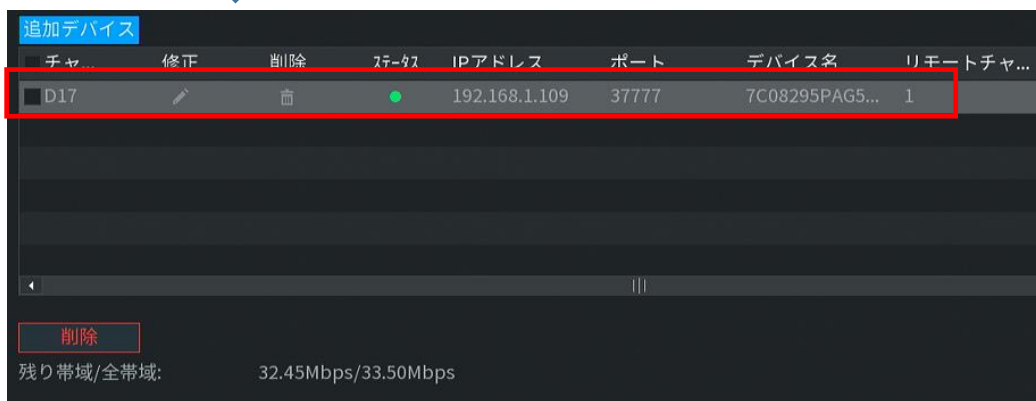 追加デバイス
チャ... 修正 削除 ｽﾃｰﾀｽ IPアドレス ポート デバイス名 リモートチャ...
D17 192.168.1.109 37777 7C08295PAG5... 1
削除
残り帯域/全帯域: 32.45Mbps/33.50Mbps